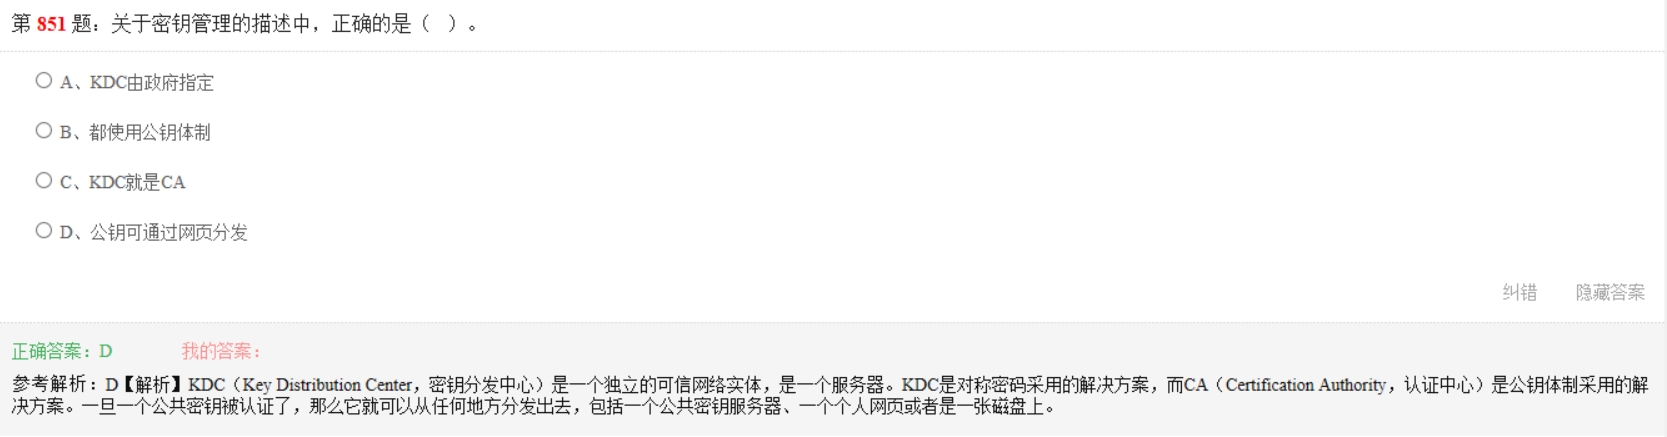 第 851 题：关于密钥管理的描述中，正确的是（　）。
A、KDC由政府指定
B、都使用公钥体制
C、KDC就是CA
D、公钥可通过网页分发
纠错 隐藏答案
正确答案：D 我的答案：
参考解析：D【解析】KDC（Key Distribution Center，密钥分发中心）是一个独立的可信网络实体，是一个服务器。KDC是对称密码采用的解决方案，而CA（Certification Authority，认证中心）是公钥体制采用的解
决方案。一旦一个公共密钥被认证了，那么它就可以从任何地方分发出去，包括一个公共密钥服务器、一个个人网页或者是一张磁盘上。